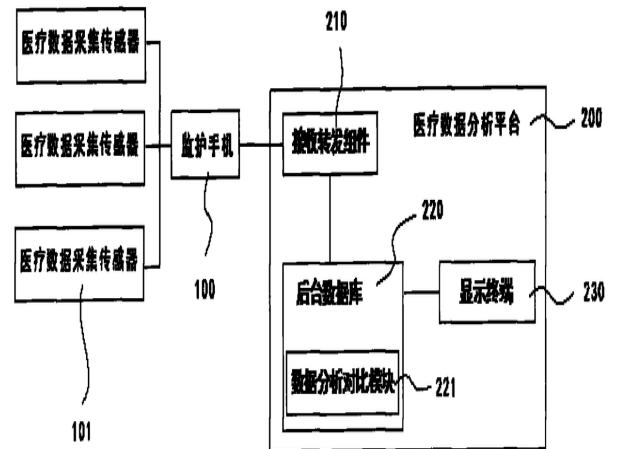 医疗数据采集传感器
210
医疗数据分析平台
200
接收转发组件
医疗数据采集传感器
监护手机
220
医疗数据采集传感器
100
后台数据库
显示终端
230
数据分析对比模块
221
101